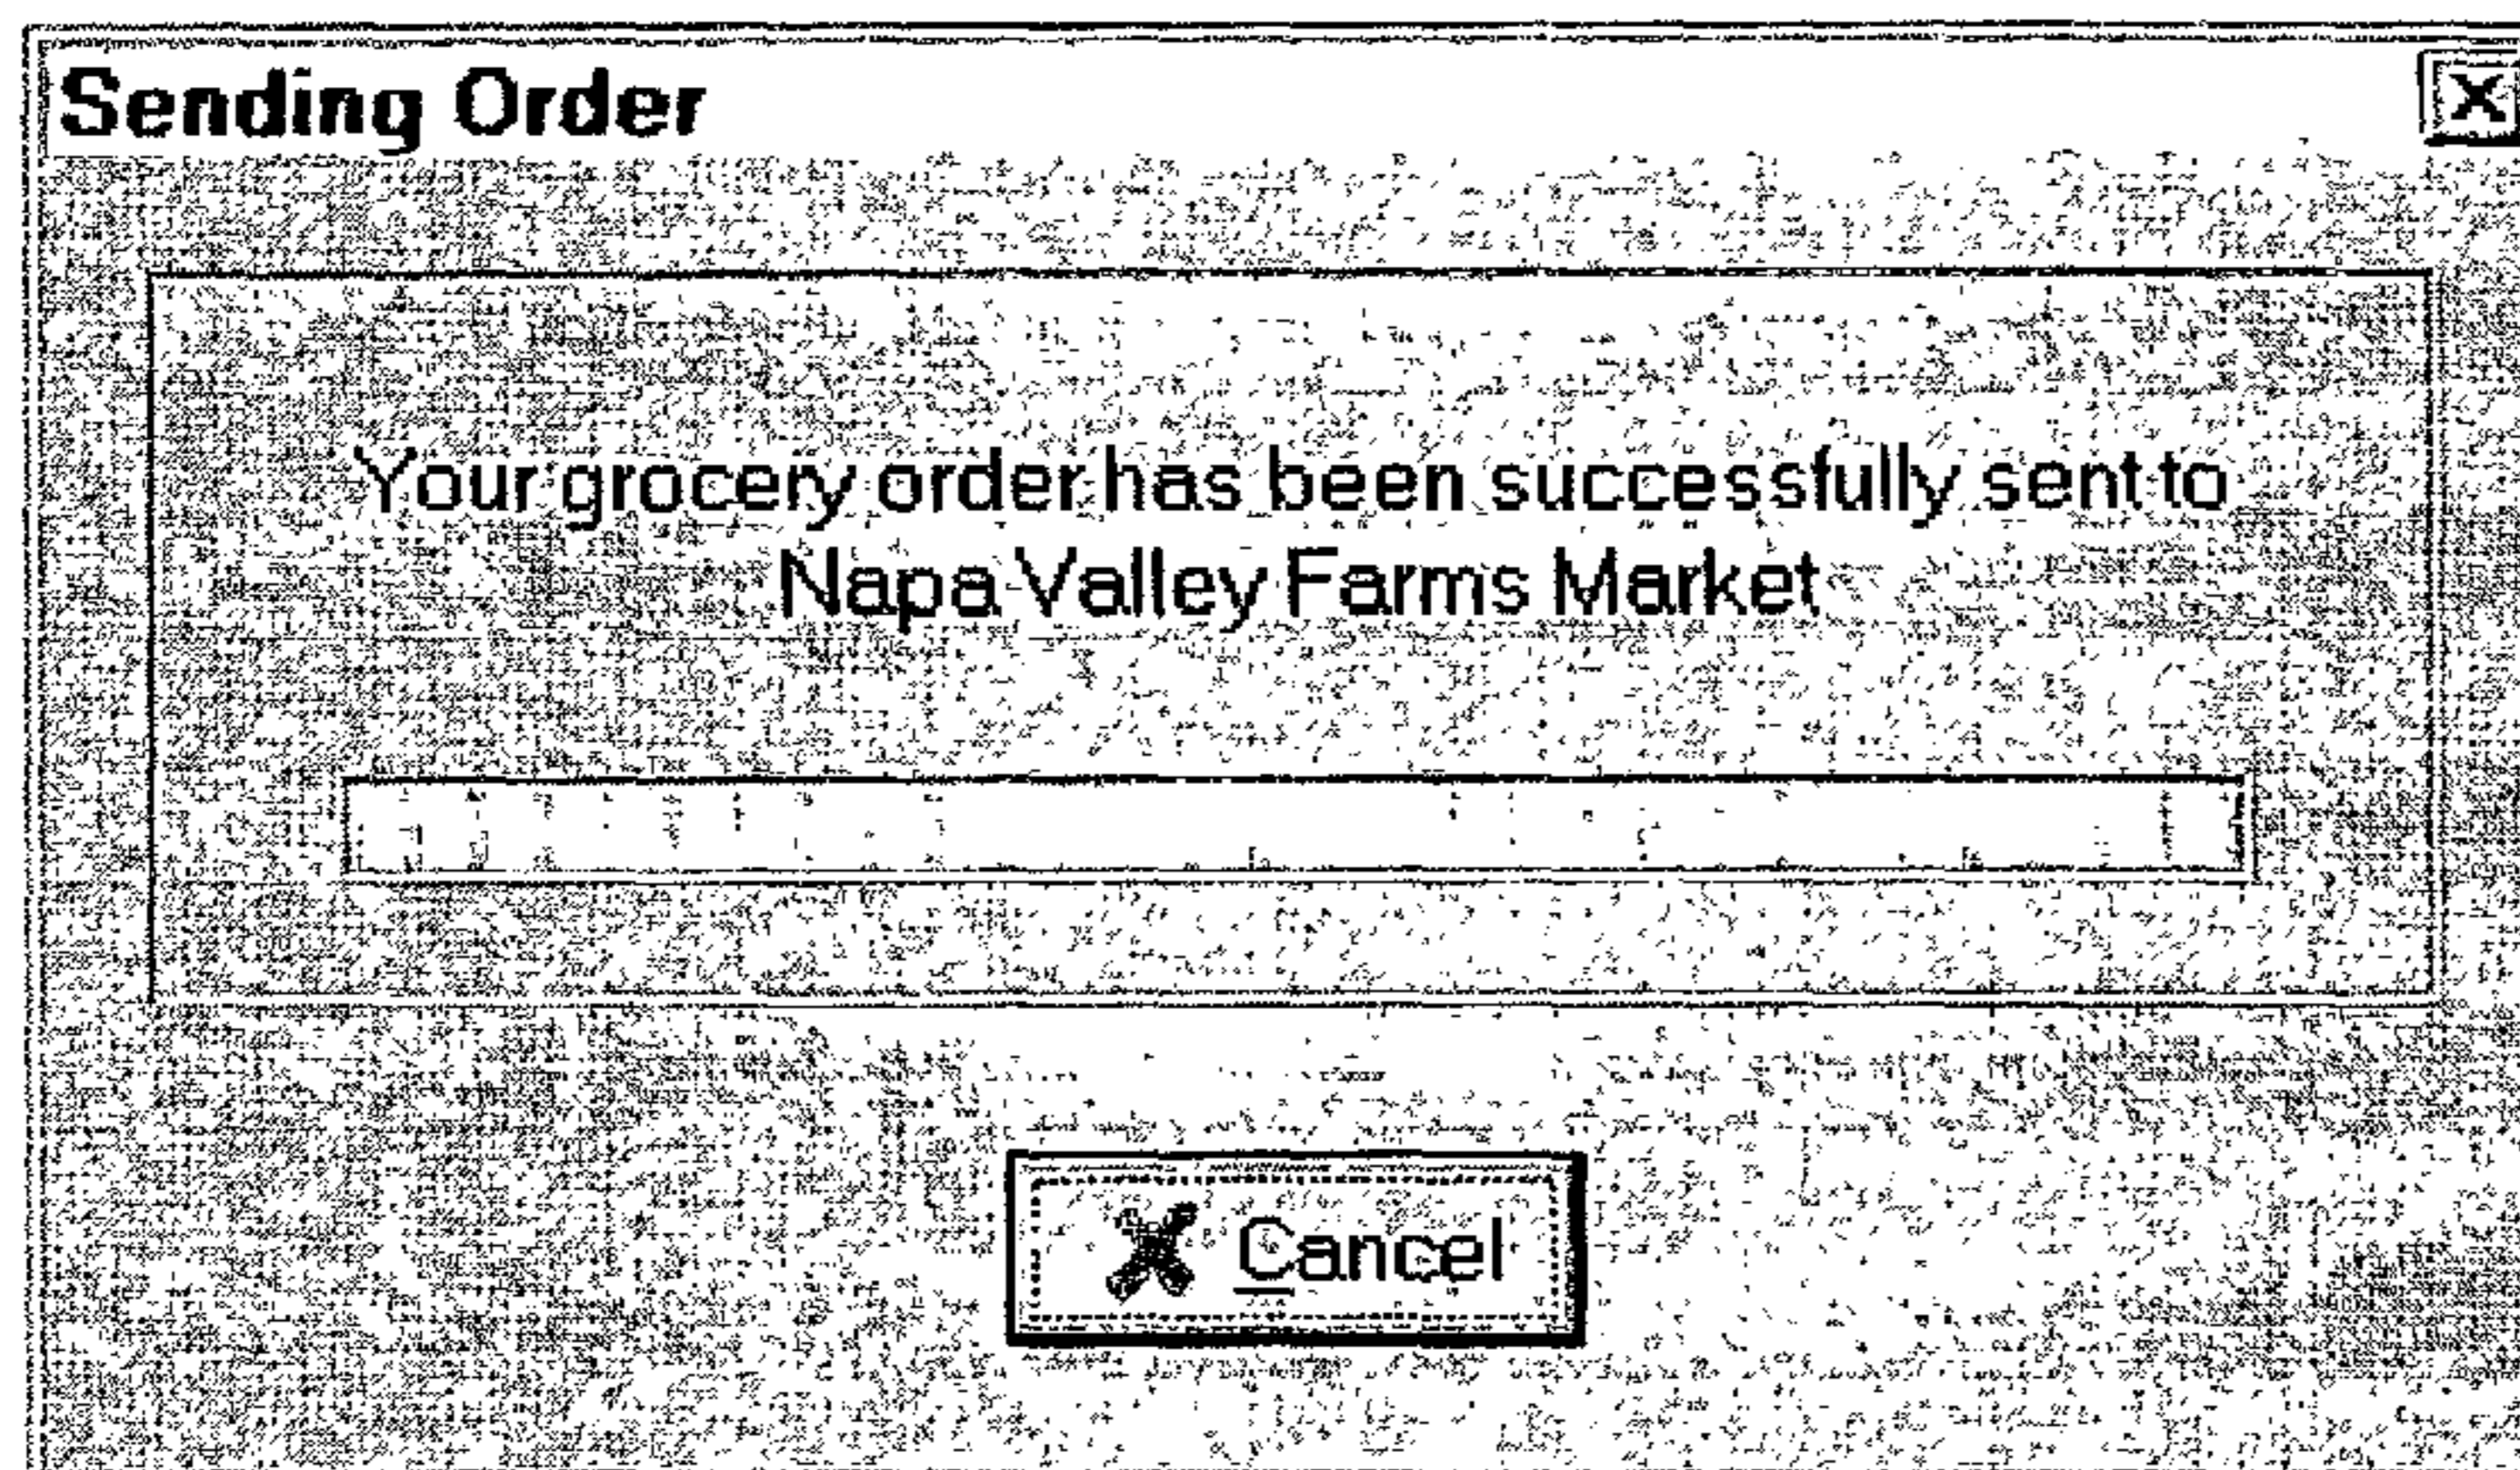 Sending Order
Your grocery order has been successfully sent to
Napa Valley Farms Market
Cancel